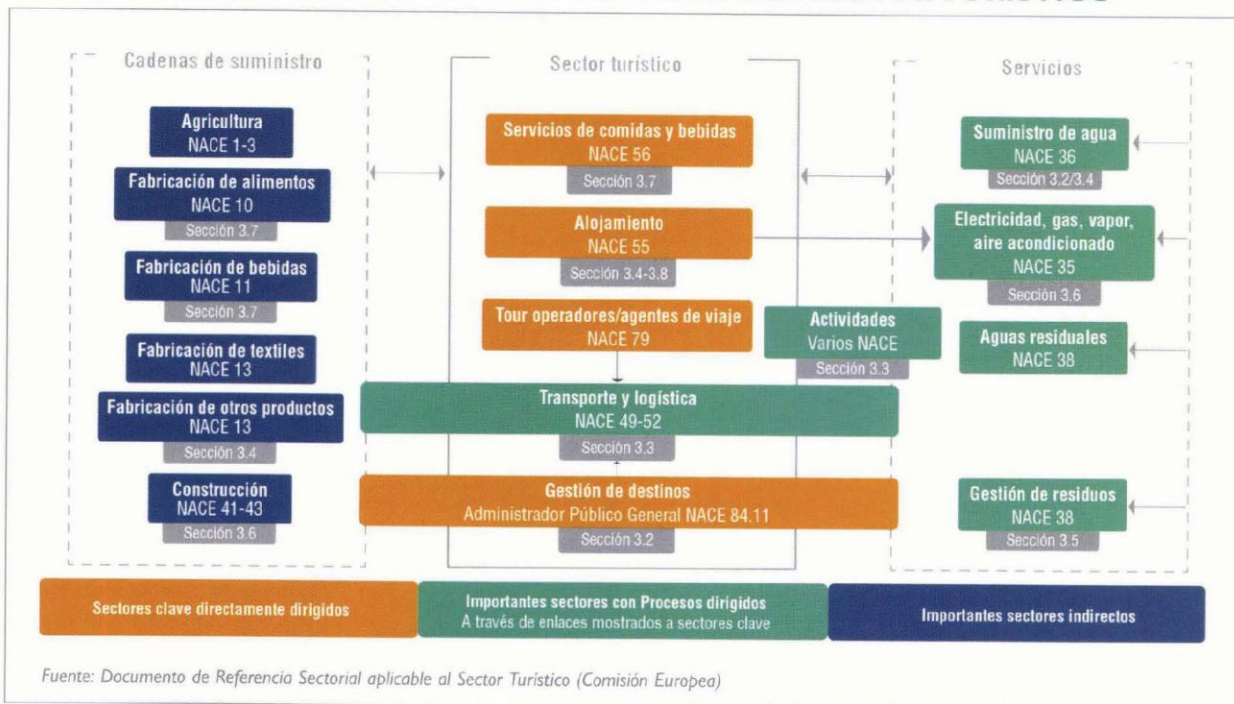 Cadenas de suministro
Agricultura
NACE 1-3
Fabricación de alimentos
NACE 10
Sección 3.7
Fabricación de bebidas
NACE 11
Sección 3.7
Fabricación de textiles
NACE 13
Fabricación de otros productos
NACE 13
Sección 3.4
Construcción
NACE 41-43
Sección 3.6
Sector turístico
Servicios de comidas y bebidas
NACE 56
Sección 3.7
Alojamiento
NACE 55
Sección 3.4-3.8
Tour operadores/agentes de viaje
NACE 79
Actividades
Varios NACE
Sección 3.3
Transporte y logística
NACE 49-52
Sección 3.3
Gestión de destinos
Administrador Público General NACE 84.11
Sección 3.2
Servicios
Suministro de agua
NACE 36
Sección 3.2/3.4
Electricidad, gas, vapor,
aire acondicionado
NACE 35
Sección 3.6
Aguas residuales
NACE 38
Gestión de residuos
NACE 38
Sección 3.5
Sectores clave directamente dirigidos
Importantes sectores con Procesos dirigidos
A través de enlaces mostrados a sectores clave
Importantes sectores indirectos
Fuente: Documento de Referencia Sectorial aplicable al Sector Turístico (Comisión Europea)